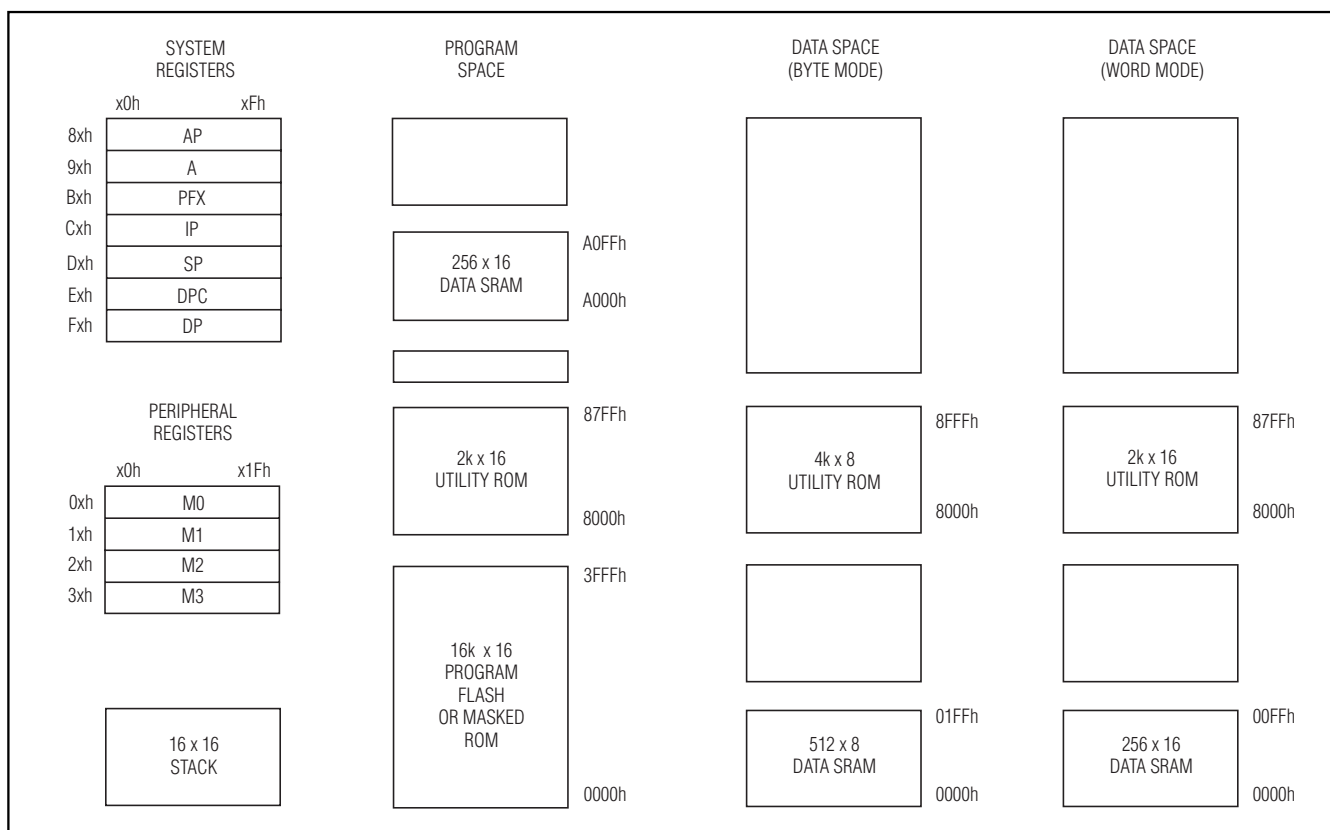 SYSTEM
REGISTERS
x0h xFh
8xh AP
9xh A
Bxh PFX
Cxh IP
Dxh SP
Exh DPC
Fxh DP
PERIPHERAL
REGISTERS
x0h x1Fh
0xh M0
1xh M1
2xh M2
3xh M3
16 x 16
STACK
PROGRAM
SPACE
A0FFh
256 x 16
DATA SRAM
A000h
87FFh
2k x 16
UTILITY ROM
8000h
3FFFh
16k x 16
PROGRAM
FLASH
OR MASKED
ROM
0000h
DATA SPACE
(BYTE MODE)
8FFFh
4k x 8
UTILITY ROM
8000h
01FFh
512 x 8
DATA SRAM
0000h
DATA SPACE
(WORD MODE)
87FFh
2k x 16
UTILITY ROM
8000h
00FFh
256 x 16
DATA SRAM
0000h